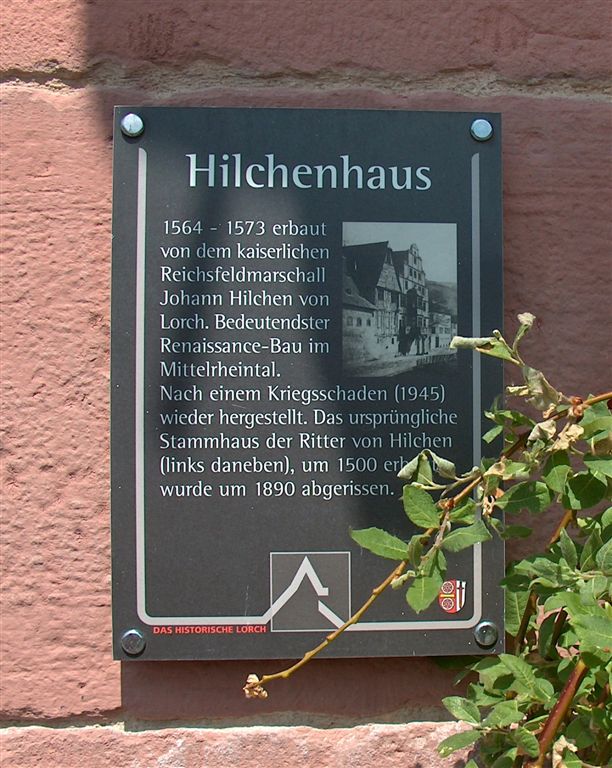 Hilchenhaus
1564 - 1573 erbaut
von dem kaiserlichen
Reichsfeldmarschall
Johann Hilchen von
Lorch. Bedeutendster
Renaissance-Bau im
Mittelrheintal.
Nach einem Kriegsschaden (1945)
wieder hergestellt. Das ursprüngliche
Stammhaus der Ritter von Hilchen
(links daneben), um 1500
wurde um 1890 abgerissen.
DAS HISTORISCHE LORCH